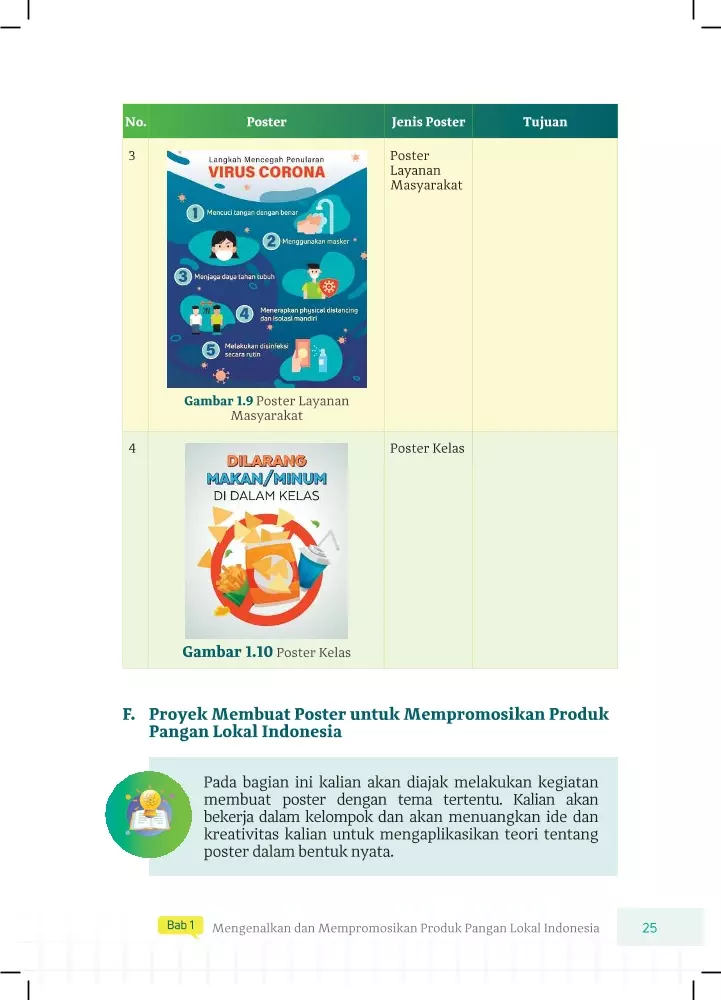 No. Poster Jenis Poster Tujuan
3
Langkah Mencegah Penularan
VIRUS CORONA
1 Mencuci tangan dengan benar
2 Menggunakan masker
3 Menjaga daya tahan tubuh
4 Menerapkan physical distancing
dan isolasi mandiri
5 Melakukan disinfeksi
secara rutin
Gambar 1.9 Poster Layanan
Masyarakat
Poster
Layanan
Masyarakat
4
DILARANG
MAKAN/MINUM
DI DALAM KELAS
Gambar 1.10 Poster Kelas
Poster Kelas
F. Proyek Membuat Poster untuk Mempromosikan Produk
Pangan Lokal Indonesia
Pada bagian ini kalian akan diajak melakukan kegiatan
membuat poster dengan tema tertentu. Kalian akan
bekerja dalam kelompok dan akan menuangkan ide dan
kreativitas kalian untuk mengaplikasikan teori tentang
poster dalam bentuk nyata.
Bab 1 Mengenalkan dan Mempromosikan Produk Pangan Lokal Indonesia 25